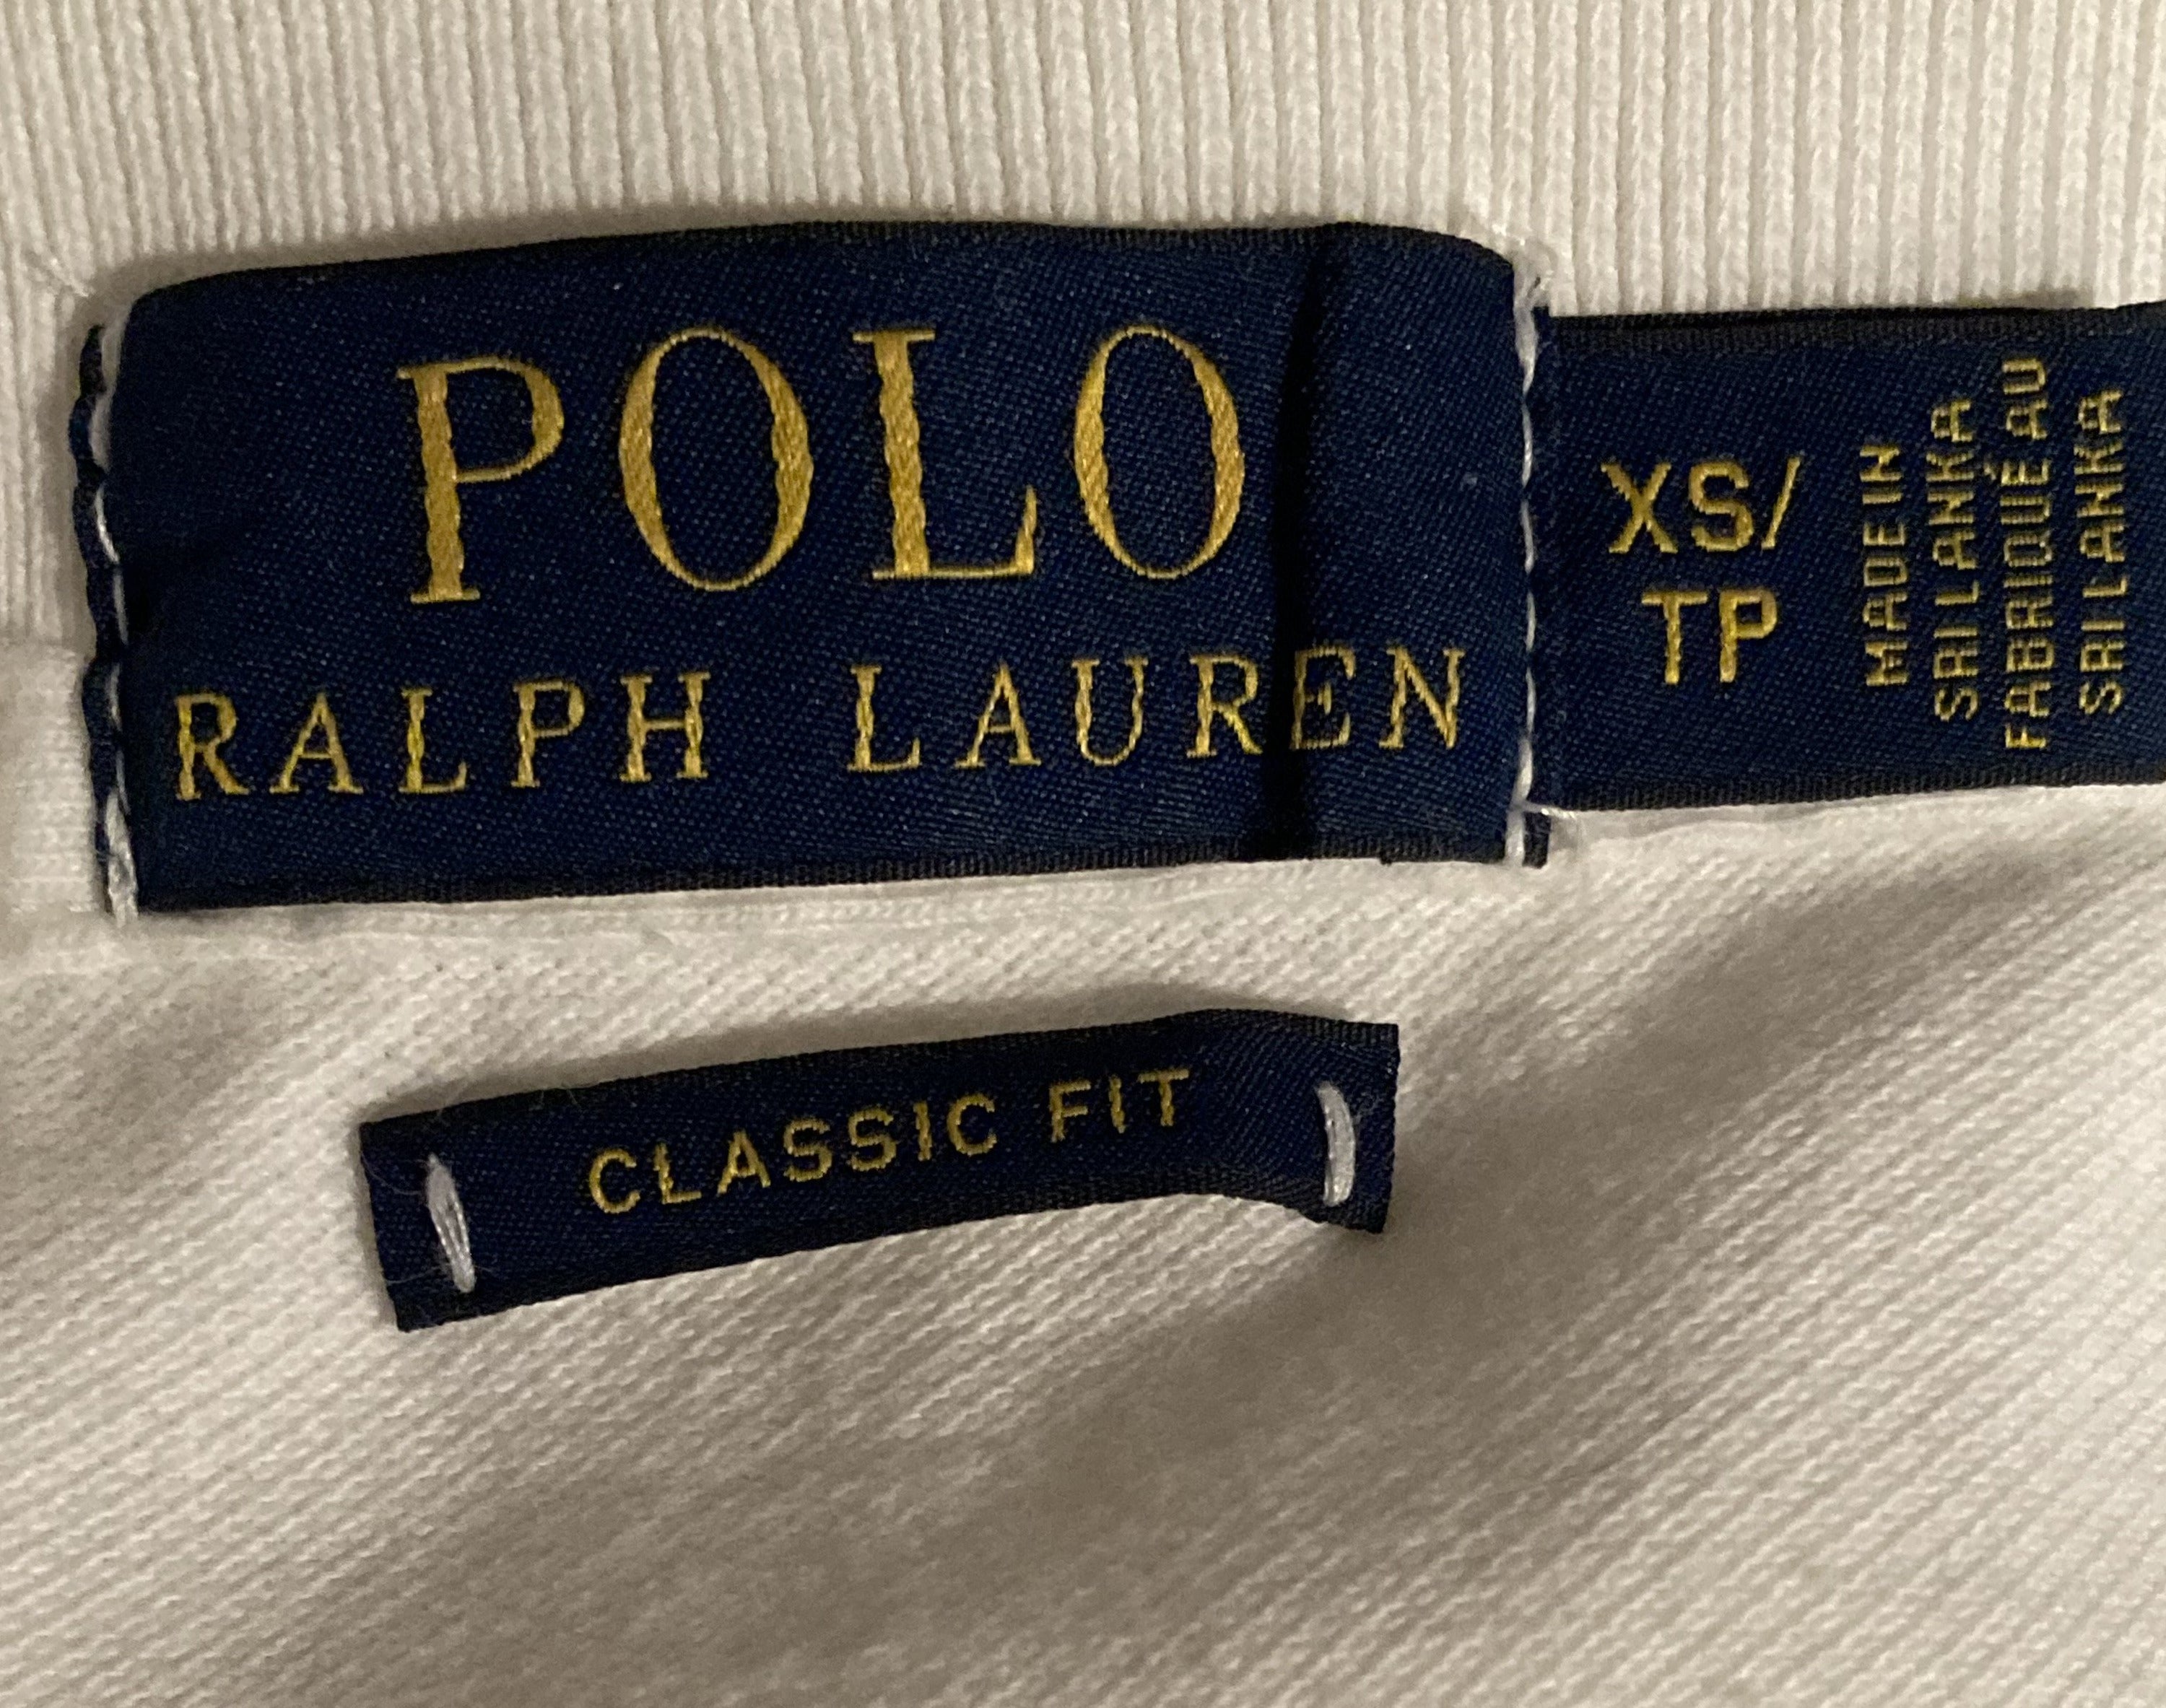 POLO
RALPH LAUREN
XS/
TP
MADE IN
SRI LANKA
FABRIQUÉ AU
SRI LANKA
CLASSIC FIT